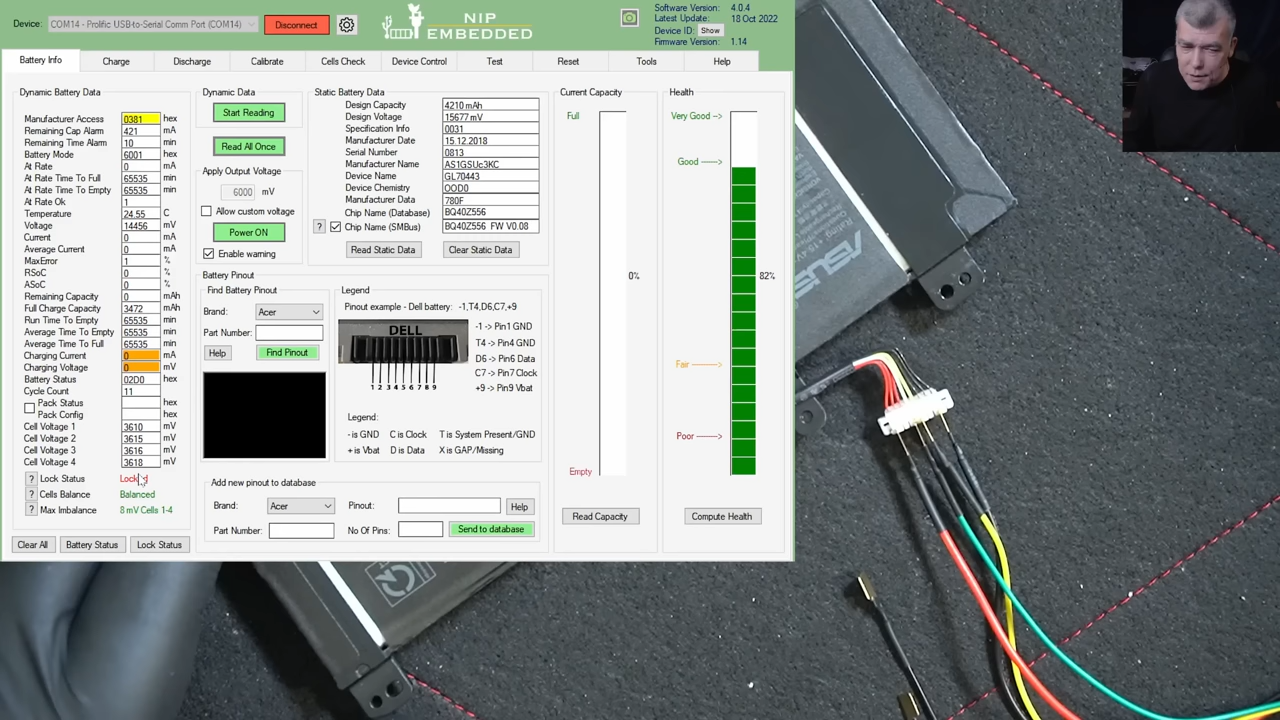 Device:
COM14 - Prolific USB-to-Serial Comm Port (COM14)
Disconnect
NIP
EMBEDDED
Software Version: 4.0.4
Latest Update: 18 Oct 2022
Device ID: Show
Firmware Version: 1.14
Battery Info
Charge
Discharge
Calibrate
Cells Check
Device Control
Test
Reset
Tools
Help
Dynamic Battery Data
Manufacturer Access 0381 hex
Remaining Cap Alarm 421 mA
Remaining Time Alarm 10 min
Battery Mode 6001 hex
At Rate 0 mA
At Rate Time To Full 65535 min
At Rate Time To Empty 65535 min
At Rate Ok 1
Temperature 24.55 C
Voltage 14456 mV
Current 0 mA
Average Current 0 mA
MaxError 1 %
RSoC 0 %
ASoC 0 %
Remaining Capacity 0 mAh
Full Charge Capacity 3472 mAh
Run Time To Empty 65535 min
Average Time To Empty 65535 min
Average Time To Full 65535 min
Charging Current 0 mA
Charging Voltage 0 mV
Battery Status 02D0 hex
Cycle Count 11
Pack Status hex
Pack Config hex
Cell Voltage 1 3610 mV
Cell Voltage 2 3615 mV
Cell Voltage 3 3616 mV
Cell Voltage 4 3618 mV
? Lock Status Locked
? Cells Balance Balanced
? Max Imbalance 8 mV Cells 1-4
Clear All
Battery Status
Lock Status
Dynamic Data
Start Reading
Read All Once
Apply Output Voltage
6000 mV
Allow custom voltage
Power ON
Enable warning
Static Battery Data
Design Capacity 4210 mAh
Design Voltage 15677 mV
Specification Info 0031
Manufacturer Date 15.12.2018
Serial Number 0813
Manufacturer Name AS1GSUc3KC
Device Name GL70443
Device Chemistry OOD0
Manufacturer Data 780F
Chip Name (Database) BQ40Z556
? Chip Name (SMBus) BQ40Z556 FW V0.08
Read Static Data
Clear Static Data
Battery Pinout
Find Battery Pinout
Brand: Acer
Part Number:
Help
Find Pinout
Legend
Pinout example - Dell battery: -1,T4,D6,C7,+9
DELL
1 2 3 4 5 6 7 8 9
-1 -> Pin1 GND
T4 -> Pin4 GND
D6 -> Pin6 Data
C7 -> Pin7 Clock
+9 -> Pin9 Vbat
Legend:
- is GND C is Clock T is System Present/GND
+ is Vbat D is Data X is GAP/Missing
Add new pinout to database
Brand: Acer
Pinout:
Help
Part Number:
No Of Pins:
Send to database
Current Capacity
Full
0%
Empty
Read Capacity
Health
Very Good -->
Good --->
82%
Fair --->
Poor --->
Compute Health
ASUS